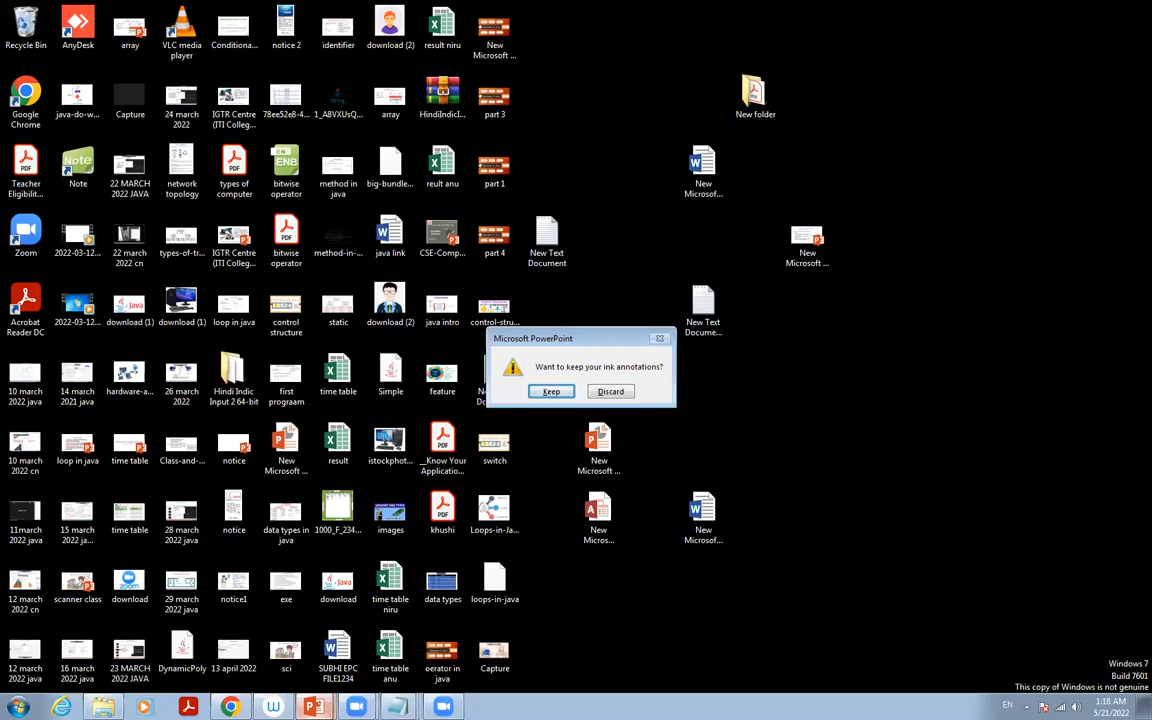 Recycle Bin
AnyDesk
array
VLC media
player
Conditiona...
notice 2
identifier
download (2)
result niru
New
Microsoft ...
Google
Chrome
java-do-w...
Capture
24 march
2022
IGTR Centre
(ITI Colleg...
78ee52e8-4...
1_A8VXUsQ...
array
HindiIndicI...
part 3
New folder
Teacher
Eligibiliti...
Note
22 MARCH
2022 JAVA
network
topology
types of
computer
bitwise
operator
method in
java
big-bundle...
reult anu
part 1
New
Microsof...
Zoom
2022-03-12...
22 march
2022 cn
types-of-tr...
IGTR Centre
(ITI Colleg...
bitwise
operator
method-in-...
java link
CSE-Comp...
part 4
New Text
Document
New
Microsoft ...
Acrobat
Reader DC
2022-03-12...
download (1)
download (1)
loop in java
control
structure
static
download (2)
java intro
control-stru...
New Text
Docume...
Microsoft PowerPoint
Want to keep your ink annotations?
Keep
Discard
10 march
2022 java
14 march
2021 java
hardware-a...
26 march
2022
Hindi Indic
Input 2 64-bit
first
prograam
time table
Simple
feature
10 march
2022 cn
loop in java
time table
Class-and-...
notice
New
Microsoft ...
result
istockphot...
__Know Your
Applicatio...
switch
New
Microsoft ...
11march
2022 java
15 march
2022 ja...
time table
28 march
2022 java
notice
data types in
java
1000_F_234...
images
khushi
Loops-in-Ja...
New
Micros...
New
Microsof...
12 march
2022 cn
scanner class
download
29 march
2022 java
notice1
exe
download
time table
niru
data types
loops-in-java
12 march
2022 java
16 march
2022 java
23 MARCH
2022 JAVA
DynamicPoly
13 april 2022
sci
SUBHI EPC
FILE1234
time table
anu
oerator in
java
Capture
Windows 7
Build 7601
This copy of Windows is not genuine
EN
1:18 AM
5/21/2022